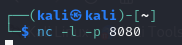 ┌──(kali㉿kali)-[~]
└─$ nc -l -p 8080